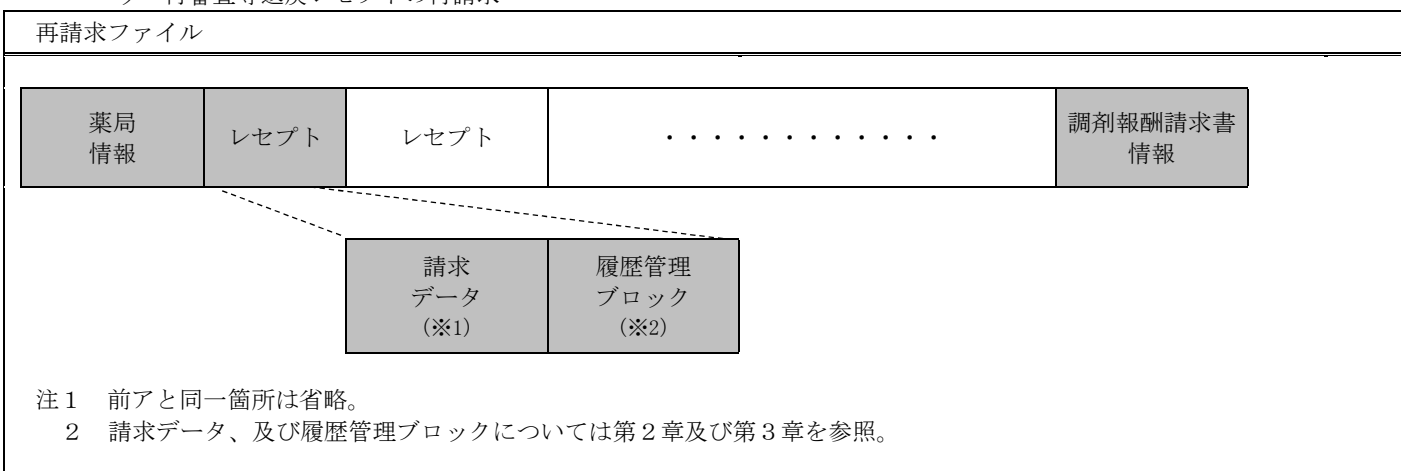 再請求ファイル
薬局
情報
レセプト
レセプト
・・・・・・・・・・・・
調剤報酬請求書
情報
請求
データ
(※1)
履歴管理
ブロック
(※2)
注1 前アと同一箇所は省略。
2 請求データ、及び履歴管理ブロックについては第2章及び第3章を参照。